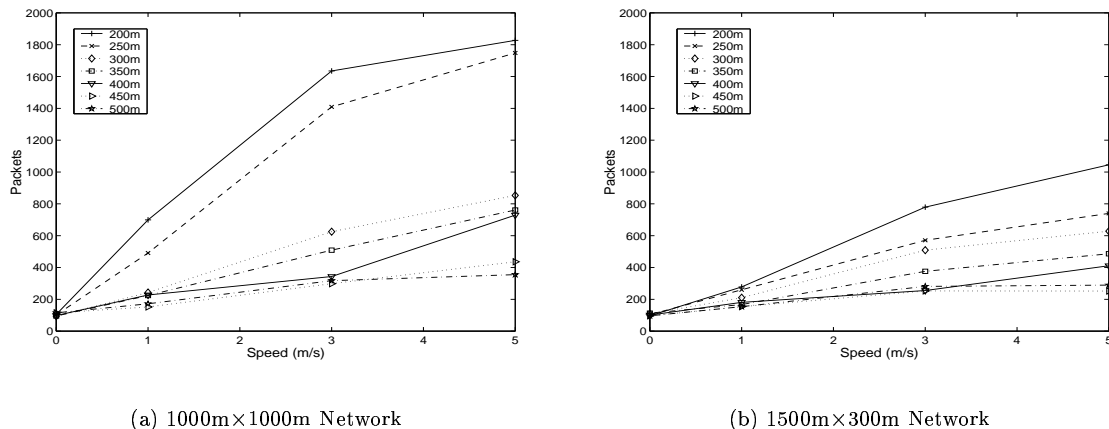 2000
1800
1600
1400
1200
1000
800
600
400
200
0
Packets
200m
250m
300m
350m
400m
450m
500m
0 1 2 3 4 5
Speed (m/s)
(a) 1000m×1000m Network
2000
1800
1600
1400
1200
1000
800
600
400
200
0
Packets
200m
250m
300m
350m
400m
450m
500m
0 1 2 3 4 5
Speed (m/s)
(b) 1500m×300m Network